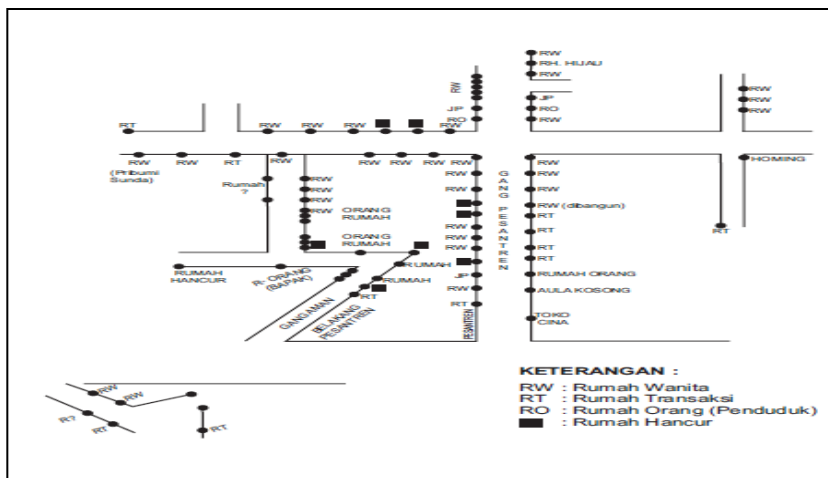 RW
RH. HIJAU
RW
RW
JP
RO
RW
RW
RW
RW
JP
RO
RT
RW
RW
RW
RW
RW
RW
RT
RW
RW
RW
RW
RW
RW
HOMING
(Pribumi
Sunda)
Rumah
?
RW
RW
RW
ORANG
RUMAH
ORANG
RUMAH
RW
RW
RW
RW
RW
JP
RW
RT
GANG PESANTREN
RW
RW
RW (dibangun)
RT
RT
RT
RUMAH ORANG
AULA KOSONG
TOKO
CINA
RT
RUMAH
HANCUR
R- ORANG
(BAPAK)
RUMAH
RUMAH
RT
GANGAMAN
BELAKANG
PESANTREN
PESANTREN
RW
RW
R?
RT
RT
KETERANGAN :
RW : Rumah Wanita
RT : Rumah Transaksi
RO : Rumah Orang (Penduduk)
: Rumah Hancur